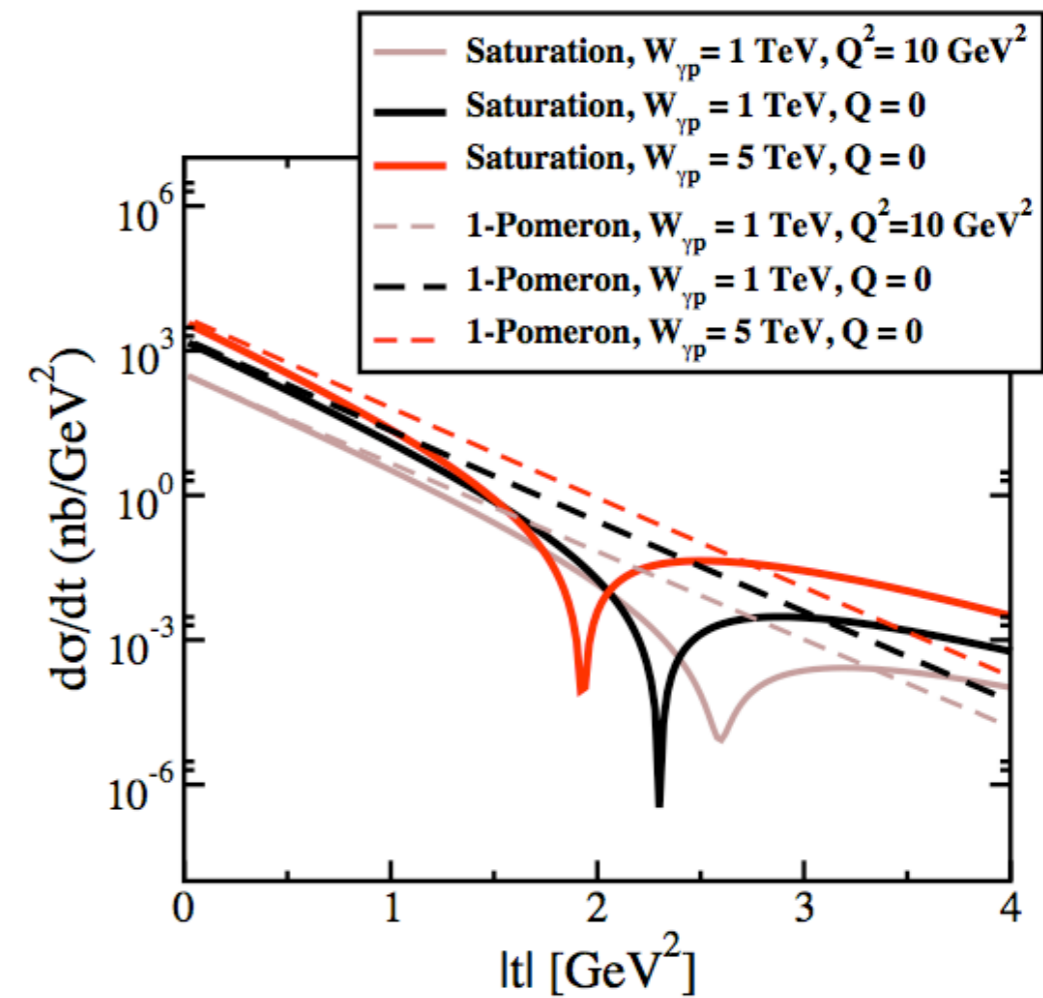 Saturation, Wγp = 1 TeV, Q² = 10 GeV²
Saturation, Wγp = 1 TeV, Q = 0
Saturation, Wγp = 5 TeV, Q = 0
1-Pomeron, Wγp = 1 TeV, Q²=10 GeV²
1-Pomeron, Wγp = 1 TeV, Q = 0
1-Pomeron, Wγp = 5 TeV, Q = 0
dσ/dt (nb/GeV²)
10⁶
10³
10⁰
10⁻³
10⁻⁶
0 1 2 3 4
|t| [GeV²]